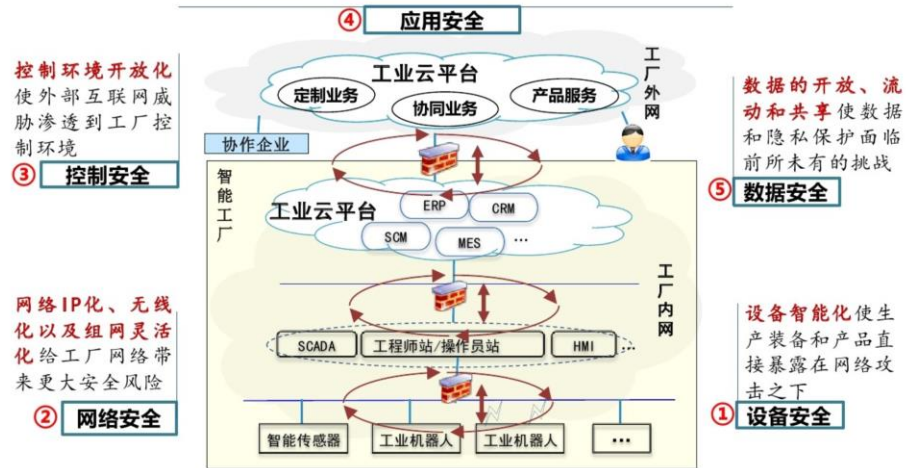 ④ 应用安全
控制环境开放化
使外部互联网威
胁渗透到工厂控
制环境
③ 控制安全
网络IP化、无线
化以及组网灵活
化给工厂网络带
来更大安全风险
② 网络安全
工业云平台
定制业务
协同业务
产品服务
工厂外网
协作企业
智能工厂
工业云平台
ERP
CRM
SCM
MES
...
工厂内网
SCADA
工程师站/操作员站
HMI
...
智能传感器
工业机器人
工业机器人
...
数据的开放、流
动和共享使数据
和隐私保护面临
前所未有的挑战
⑤ 数据安全
设备智能化使生
产装备和产品直
接暴露在网络攻
击之下
① 设备安全